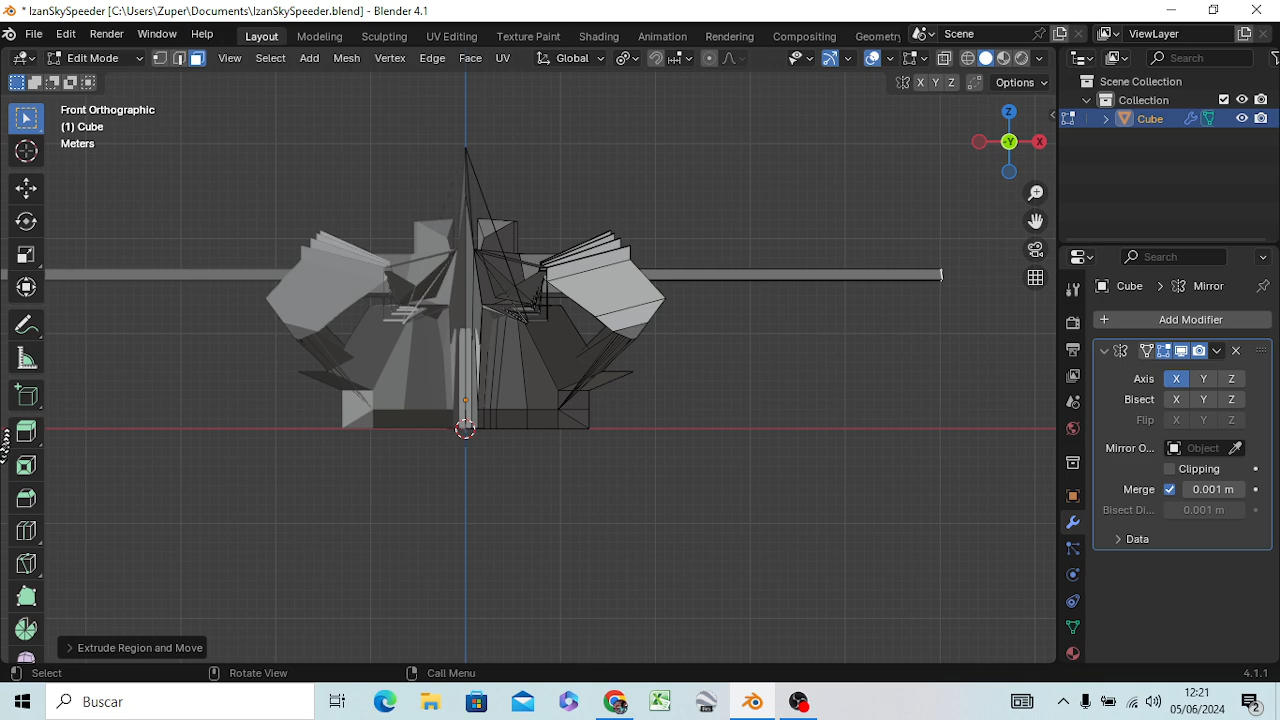 * IzanSkySpeeder [C:\Users\Zuper\Documents\IzanSkySpeeder.blend] - Blender 4.1
File Edit Render Window Help Layout Modeling Sculpting UV Editing Texture Paint Shading Animation Rendering Compositing Geometr Scene ViewLayer
Edit Mode View Select Add Mesh Vertex Edge Face UV Global Search
X Y Z Options
Scene Collection
Collection
Cube
Front Orthographic
(1) Cube
Meters
Z
-Y X
Search
Cube Mirror
+ Add Modifier
Axis X Y Z
Bisect X Y Z
Flip X Y Z
Mirror O... Object
Clipping
Merge 0.001 m
Bisect Di... 0.001 m
Data
Extrude Region and Move
Select Rotate View Call Menu 4.1.1
Buscar 12:21
05/06/2024 2